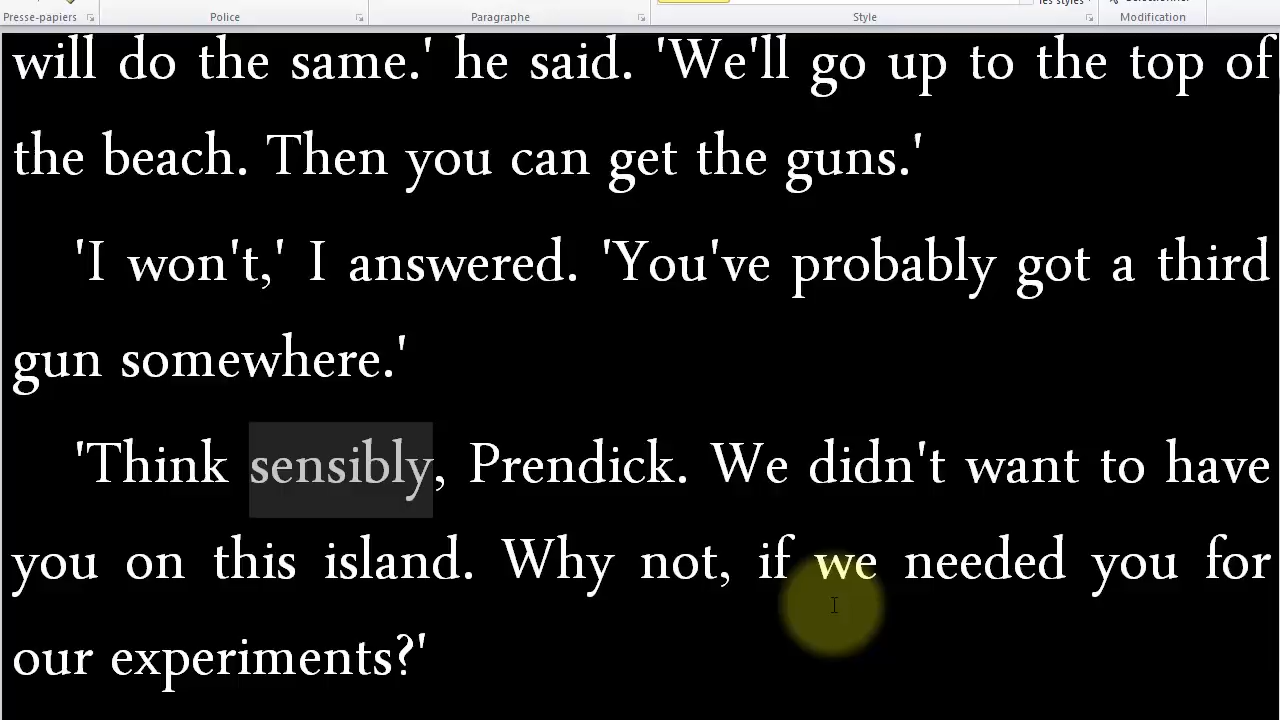 les styles
Sélectionner
Presse-papiers
Police
Paragraphe
Style
Modification
will do the same.' he said. 'We'll go up to the top of
the beach. Then you can get the guns.'
'I won't,' I answered. 'You've probably got a third
gun somewhere.'
'Think sensibly, Prendick. We didn't want to have
you on this island. Why not, if we needed you for
our experiments?'